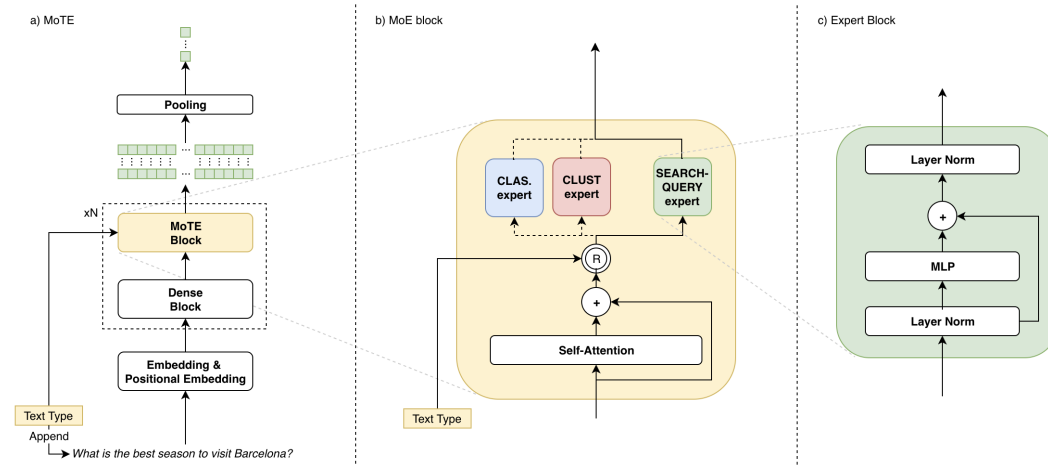 a) MoTE
Pooling
xN
MoTE
Block
Dense
Block
Embedding &
Positional Embedding
Text Type
Append
What is the best season to visit Barcelona?
b) MoE block
CLAS.
expert
CLUST
expert
SEARCH-
QUERY
expert
R
+
Self-Attention
Text Type
c) Expert Block
Layer Norm
+
MLP
Layer Norm